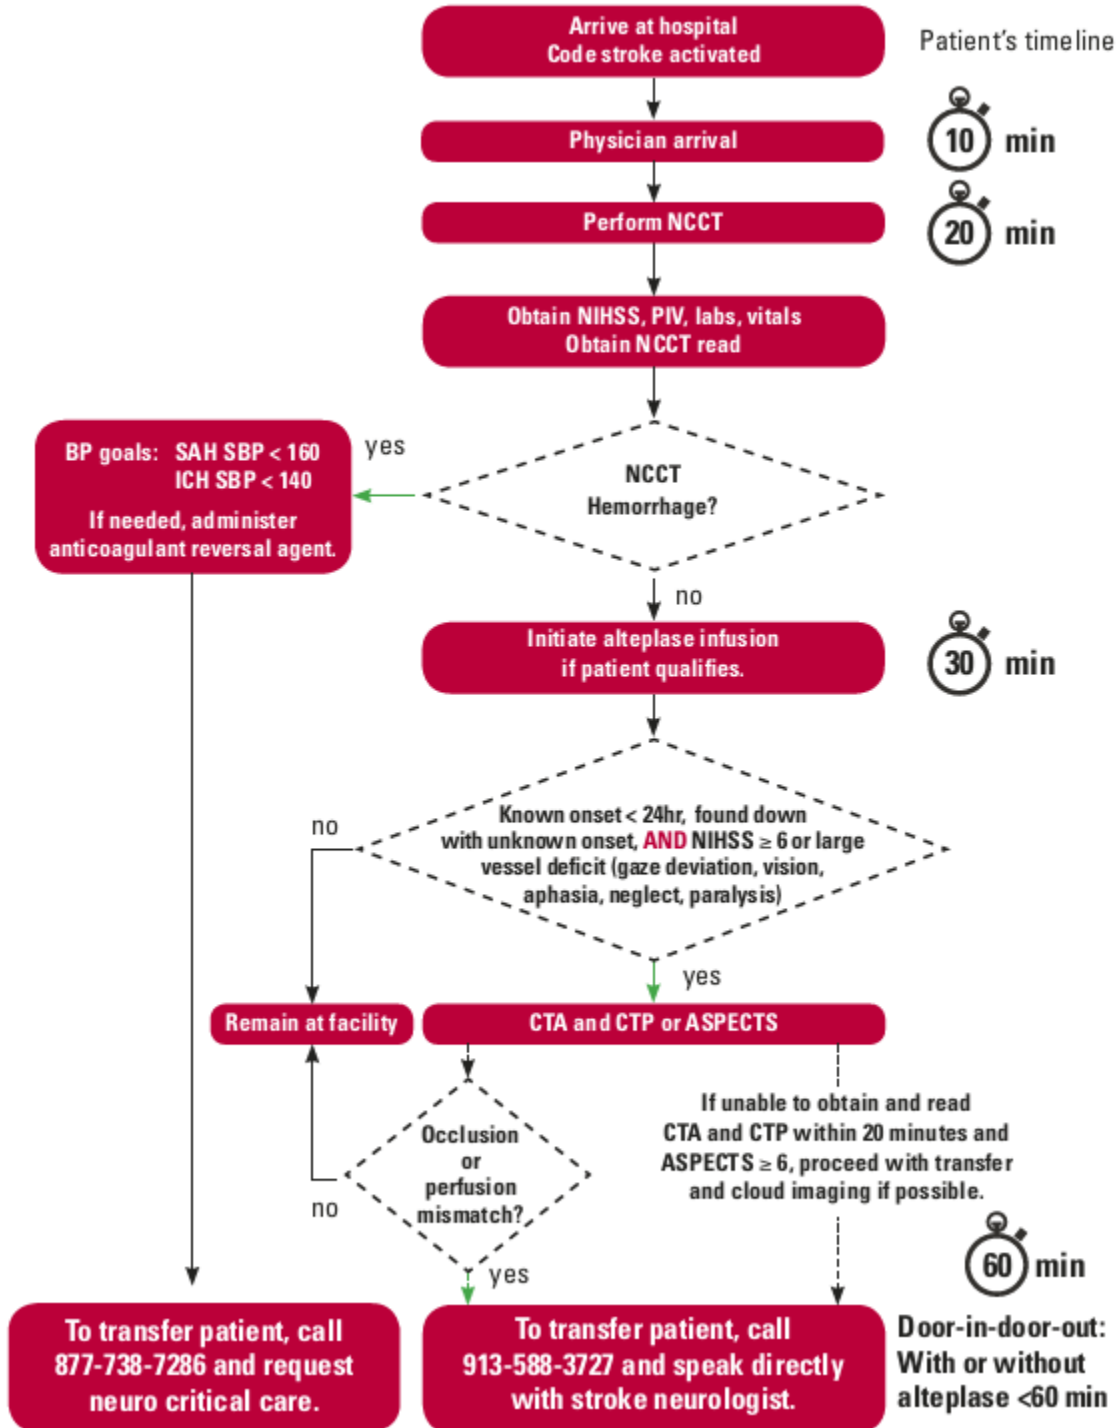 Arrive at hospital
Code stroke activated
Patient's timeline
Physician arrival
10 min
Perform NCCT
20 min
Obtain NIHSS, PIV, labs, vitals
Obtain NCCT read
NCCT
Hemorrhage?
yes
BP goals: SAH SBP < 160
ICH SBP < 140
If needed, administer
anticoagulant reversal agent.
no
Initiate alteplase infusion
if patient qualifies.
30 min
Known onset < 24hr, found down
with unknown onset, AND NIHSS ≥ 6 or large
vessel deficit (gaze deviation, vision,
aphasia, neglect, paralysis)
no
yes
Remain at facility
CTA and CTP or ASPECTS
Occlusion
or
perfusion
mismatch?
no
yes
If unable to obtain and read
CTA and CTP within 20 minutes and
ASPECTS ≥ 6, proceed with transfer
and cloud imaging if possible.
60 min
To transfer patient, call
877-738-7286 and request
neuro critical care.
To transfer patient, call
913-588-3727 and speak directly
with stroke neurologist.
Door-in-door-out:
With or without
alteplase <60 min